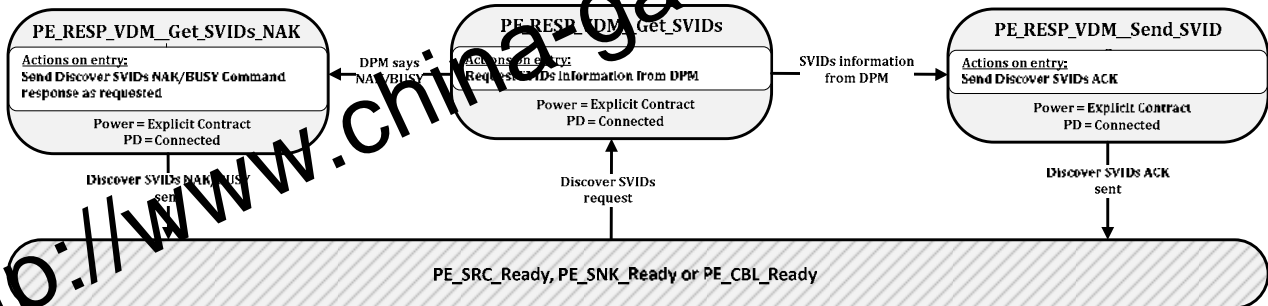 PE_RESP_VDM_Get_SVIDs_NAK
Actions on entry:
Send Discover SVIDs NAK/BUSY Command
response as requested
Power = Explicit Contract
PD = Connected
DPM says
NAK/BUSY
PE_RESP_VDM_Get_SVIDs
Actions on entry:
Request SVIDs information from DPM
Power = Explicit Contract
PD = Connected
SVIDs information
from DPM
PE_RESP_VDM_Send_SVID
Actions on entry:
Send Discover SVIDs ACK
Power = Explicit Contract
PD = Connected
Discover SVIDs NAK/BUSY
sent
Discover SVIDs
request
Discover SVIDs ACK
sent
PE_SRC_Ready, PE_SNK_Ready or PE_CBL_Ready
p://www.china-ga